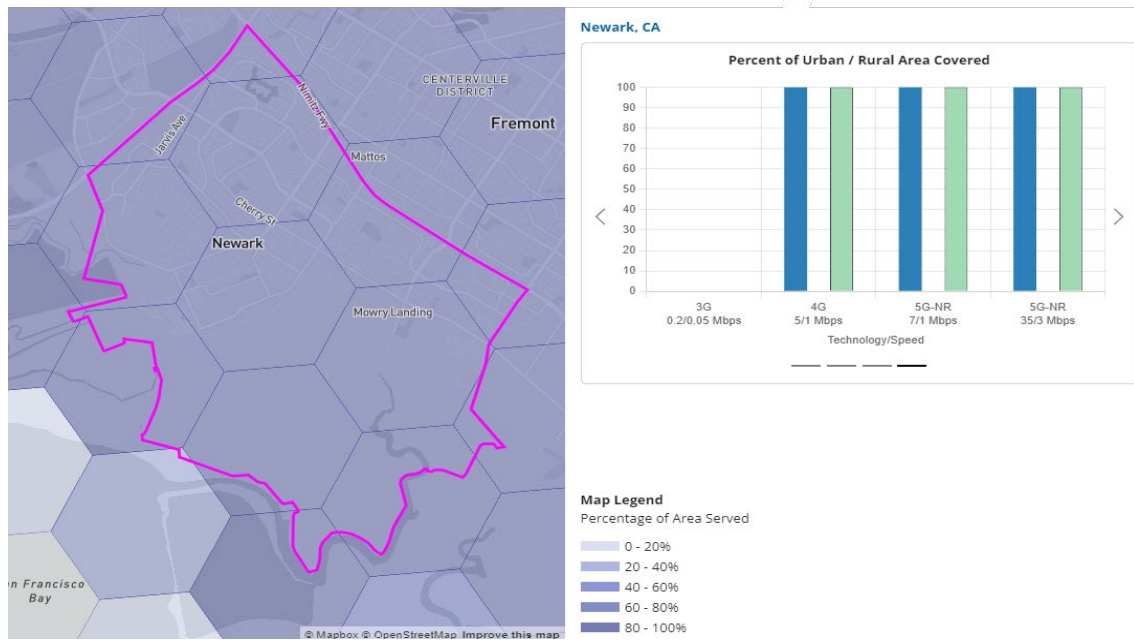 CENTERVILLE
DISTRICT
Nimitz Fwy
Fremont
Jarvis Ave
Mattos
Cherry St
Newark
Mowry Landing
n Francisco
Bay
© Mapbox © OpenStreetMap Improve this map
Newark, CA
Percent of Urban / Rural Area Covered
100
90
80
70
60
50
40
30
20
10
0
3G
0.2/0.05 Mbps
4G
5/1 Mbps
5G-NR
7/1 Mbps
5G-NR
35/3 Mbps
Technology/Speed
Map Legend
Percentage of Area Served
0 - 20%
20 - 40%
40 - 60%
60 - 80%
80 - 100%